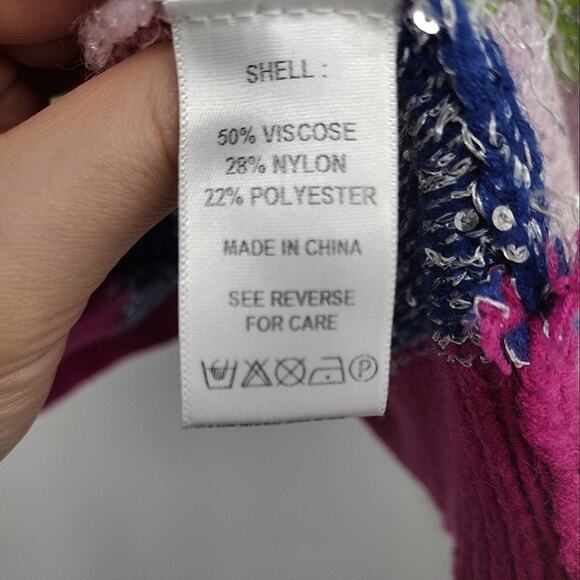 SHELL :
50% VISCOSE
28% NYLON
22% POLYESTER
MADE IN CHINA
SEE REVERSE
FOR CARE
P